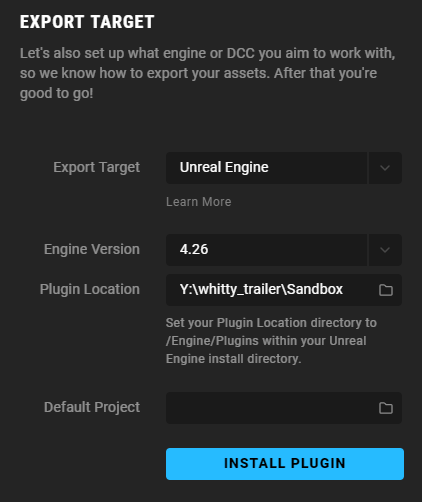 EXPORT TARGET
Let's also set up what engine or DCC you aim to work with,
so we know how to export your assets. After that you're
good to go!
Export Target Unreal Engine
Learn More
Engine Version 4.26
Plugin Location Y:\whitty_trailer\Sandbox
Set your Plugin Location directory to
/Engine/Plugins within your Unreal
Engine install directory.
Default Project
INSTALL PLUGIN